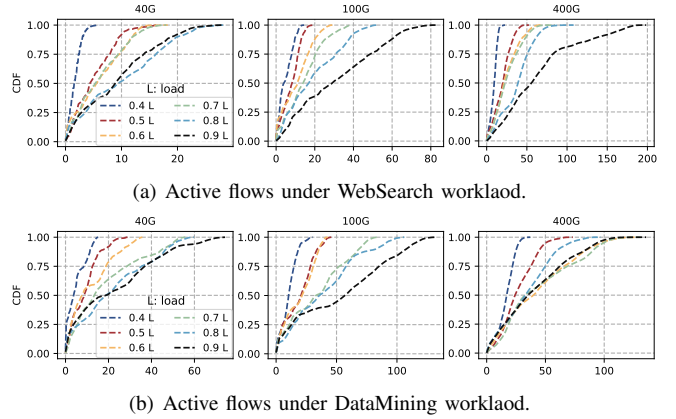 40G 100G 400G
1.00
0.75
0.50
0.25
0.00
CDF
L: load
0.4 L 0.7 L
0.5 L 0.8 L
0.6 L 0.9 L
0 10 20 0 20 40 60 80 0 50 100 150 200
(a) Active flows under WebSearch worklaod.
40G 100G 400G
1.00
0.75
0.50
0.25
0.00
CDF
L: load
0.4 L 0.7 L
0.5 L 0.8 L
0.6 L 0.9 L
0 20 40 60 0 50 100 0 50 100
(b) Active flows under DataMining worklaod.